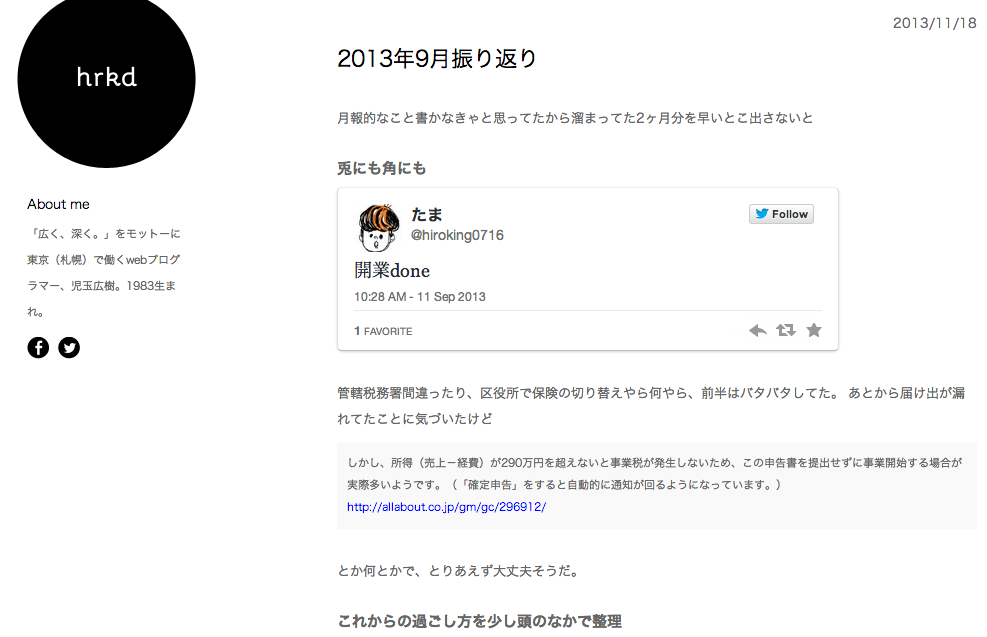 hrkd
About me
「広く、深く。」をモットーに
東京（札幌）で働くwebプログ
ラマー、児玉広樹。1983生ま
れ。
2013/11/18
2013年9月振り返り
月報的なこと書かなきゃと思ってたから溜まってた2ヶ月分を早いとこ出さないと
兎にも角にも
たま
@hiroking0716
Follow
開業done
10:28 AM - 11 Sep 2013
1 FAVORITE
管轄税務署間違ったり、区役所で保険の切り替えやら何やら、前半はバタバタしてた。 あとから届け出が漏
れてたことに気づいたけど
しかし、所得（売上－経費）が290万円を超えないと事業税が発生しないため、この申告書を提出せずに事業開始する場合が
実際多いようです。（「確定申告」をすると自動的に通知が回るようになっています。）
http://allabout.co.jp/gm/gc/296912/
とか何とかで、とりあえず大丈夫そうだ。
これからの過ごし方を少し頭のなかで整理